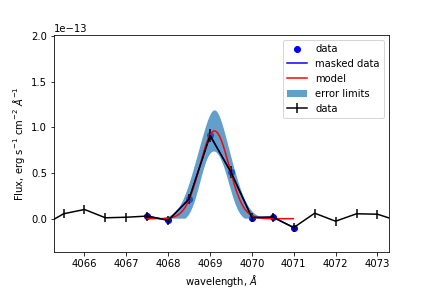 1e−13
2.0
1.5
1.0
0.5
0.0
Flux, erg s⁻¹ cm⁻² Å⁻¹
data
masked data
model
error limits
data
4066 4067 4068 4069 4070 4071 4072 4073
wavelength, Å